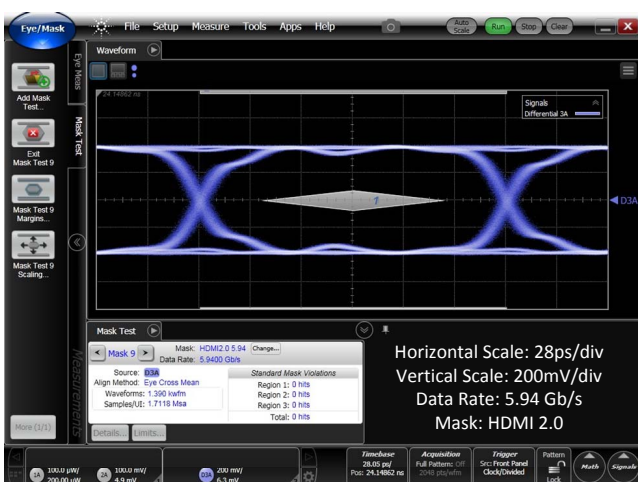 Eye/Mask
File Setup Measure Tools Apps Help
Auto Scale
Run
Stop
Clear
Waveform
Eye Meas
Mask Test
Add Mask
Test...
Exit
Mask Test 9
Mask Test 9
Margins...
Mask Test 9
Scaling...
More (1/1)
Measurements
24.14862 ns
Signals
Differential 3A
1
D3A
Mask Test
Mask 9
Mask: HDMI2.0 5.94 Change...
Data Rate: 5.9400 Gb/s
Source: D3A
Align Method: Eye Cross Mean
Waveforms: 1.390 kwfm
Samples/UI: 1.7118 Msa
Standard Mask Violations
Region 1: 0 hits
Region 2: 0 hits
Region 3: 0 hits
Total: 0 hits
Details... Limits...
Horizontal Scale: 28ps/div
Vertical Scale: 200mV/div
Data Rate: 5.94 Gb/s
Mask: HDMI 2.0
1A 100.0 µW/
200.00 µW
2A 100.0 mV/
4.9 mV
D3A 200 mV/
6.3 mV
Timebase
28.05 ps/
Pos: 24.14862 ns
Acquisition
Full Pattern: Off
2048 pts/wfm
Trigger
Src: Front Panel
Clock/Divided
Pattern
Lock
Math
Signals